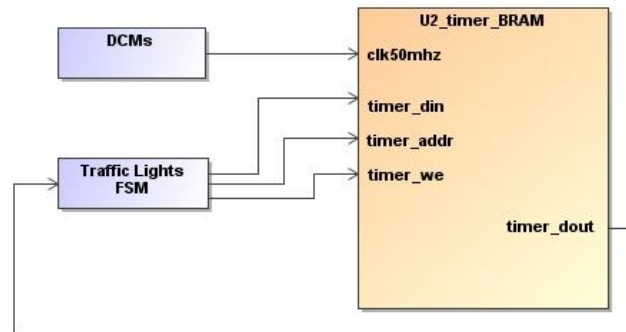 U2_timer_BRAM
DCMs
clk50mhz
timer_din
timer_addr
Traffic Lights
FSM
timer_we
timer_dout